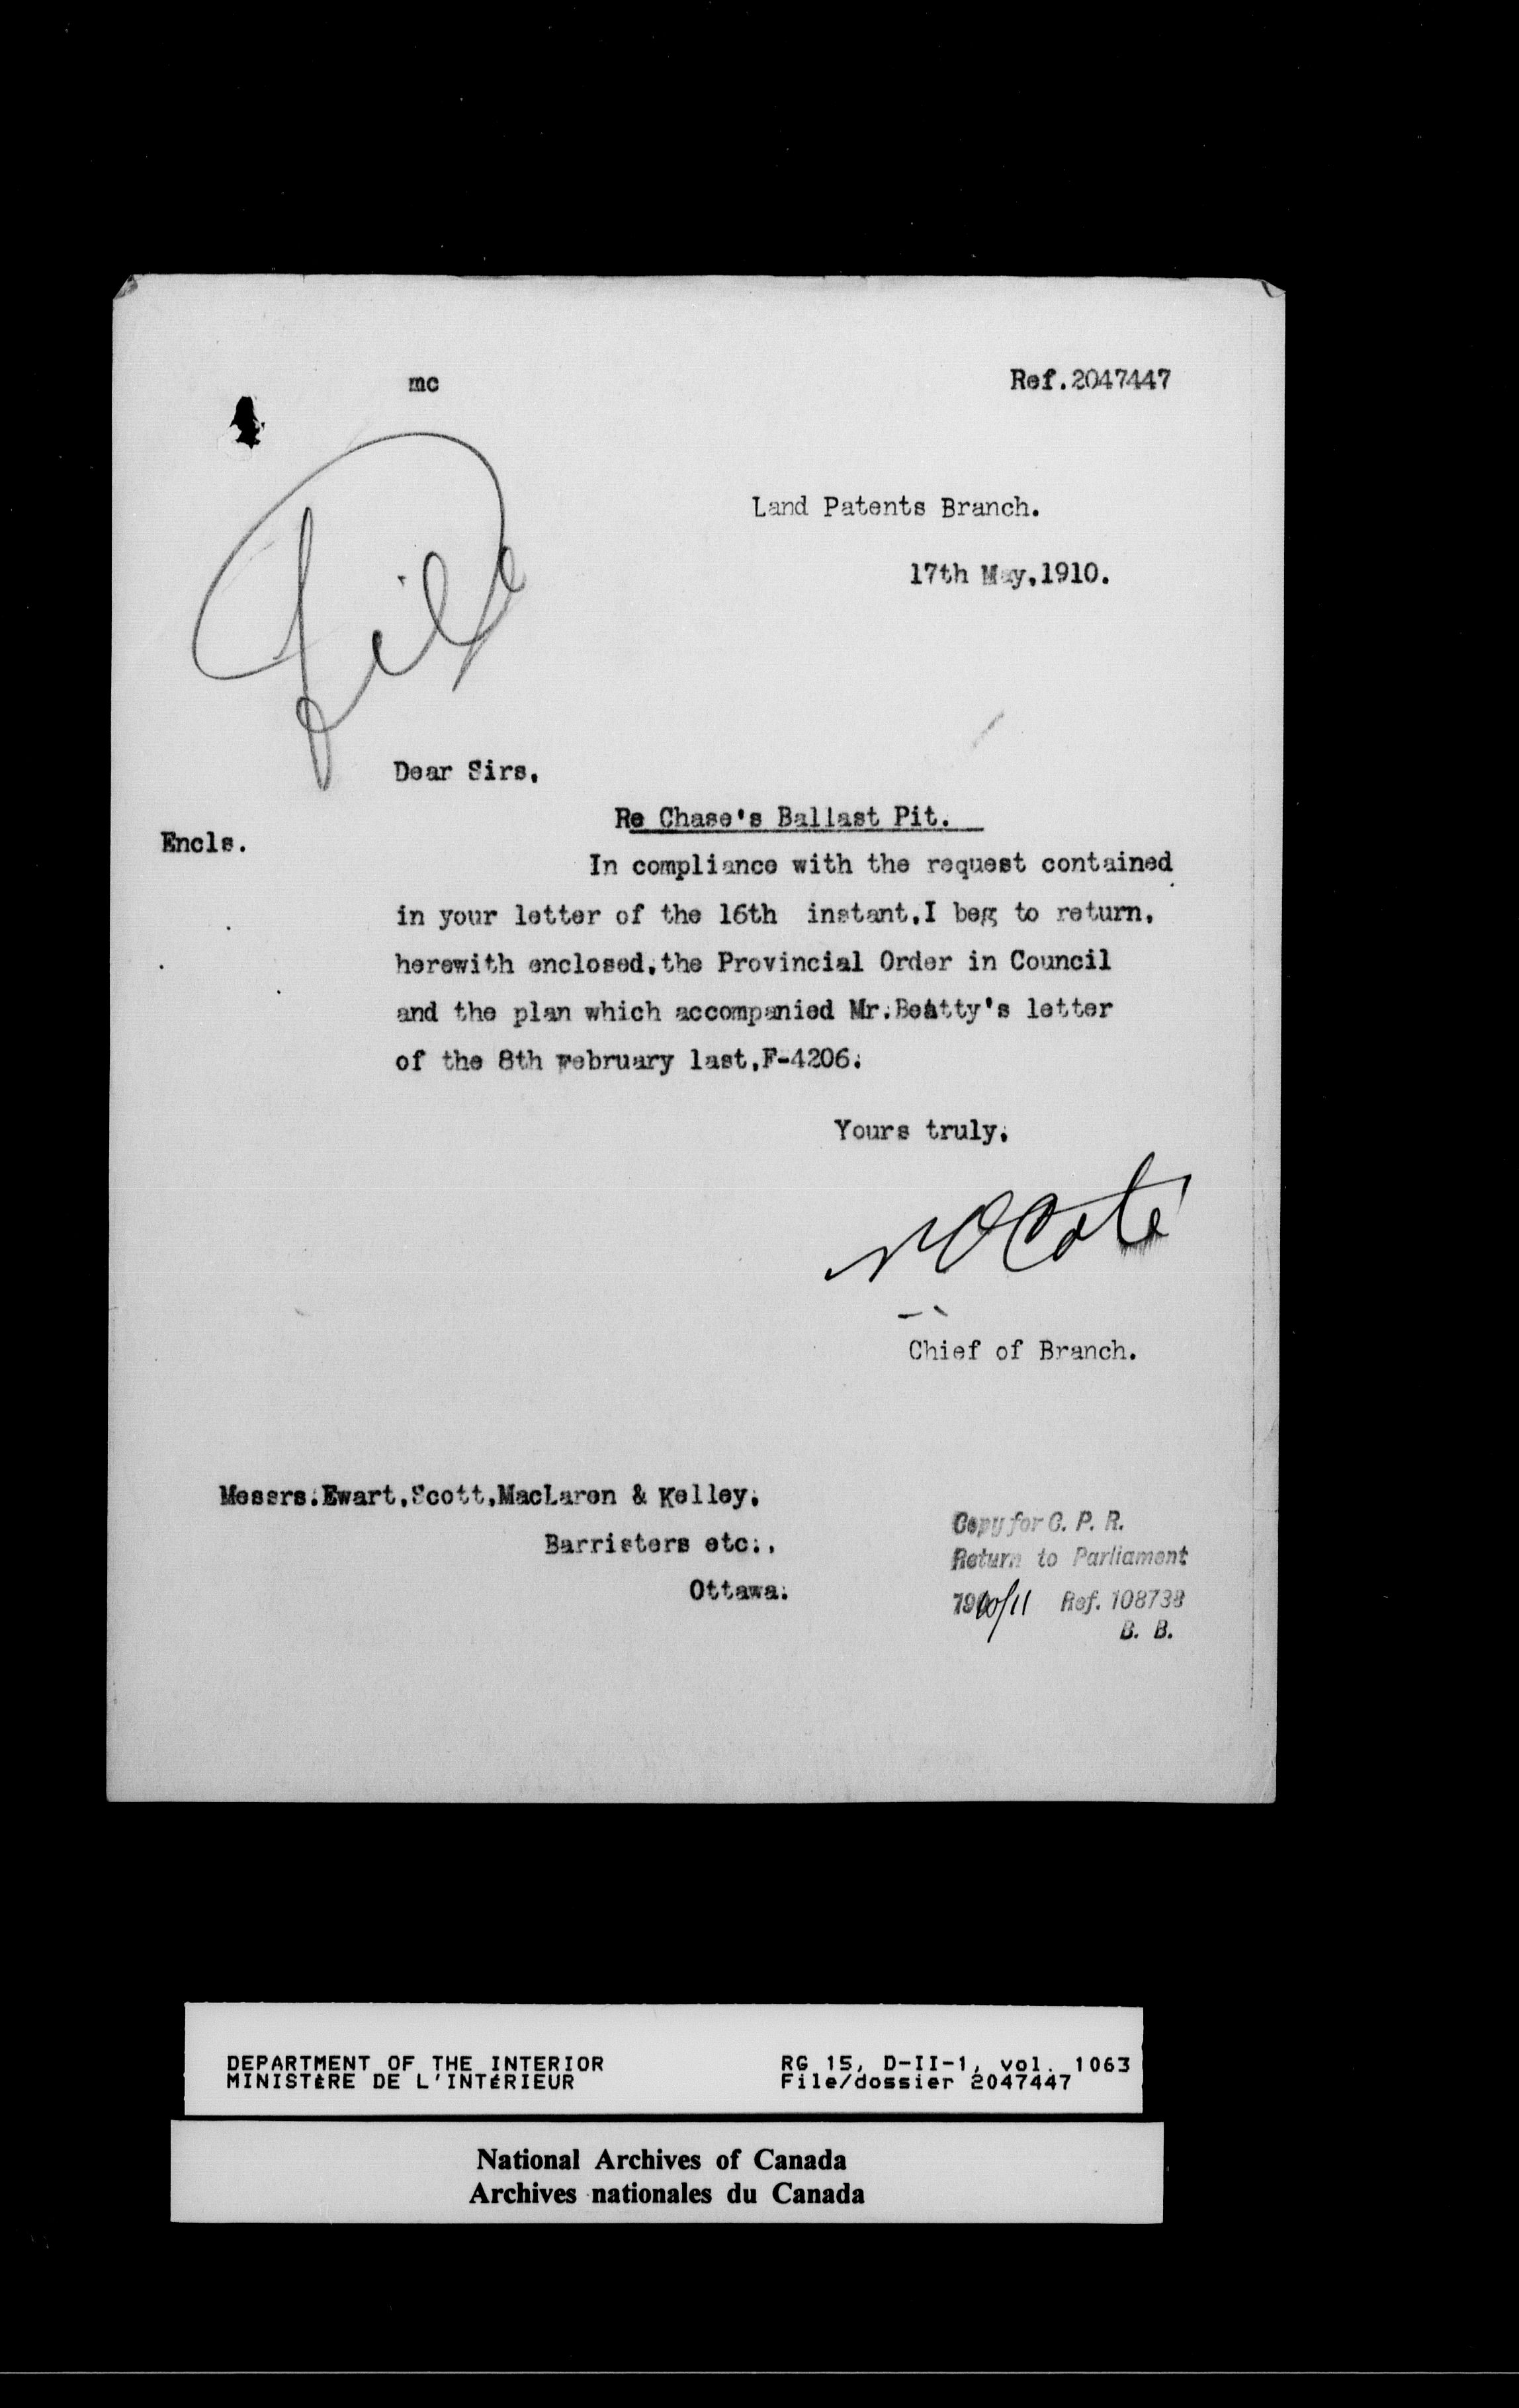 mc
Ref.2047447
File
Land Patents Branch.
17th May,1910.
Dear Sirs,
Re Chase's Ballast Pit.
Encls.
In compliance with the request contained
in your letter of the 16th instant,I beg to return,
herewith enclosed,the Provincial Order in Council
and the plan which accompanied Mr.Beatty's letter
of the 8th February last,F-4206.
Yours truly,
N O Coté
Chief of Branch.
Messrs.Ewart,Scott,MacLaren & Kelley,
Barristers etc.,
Ottawa.
Copy for C. P. R.
Return to Parliament
1910/11 Ref. 108738
B. B.
DEPARTMENT OF THE INTERIOR
MINISTÈRE DE L'INTÉRIEUR
RG 15, D-II-1, vol. 1063
File/dossier 2047447
National Archives of Canada
Archives nationales du Canada